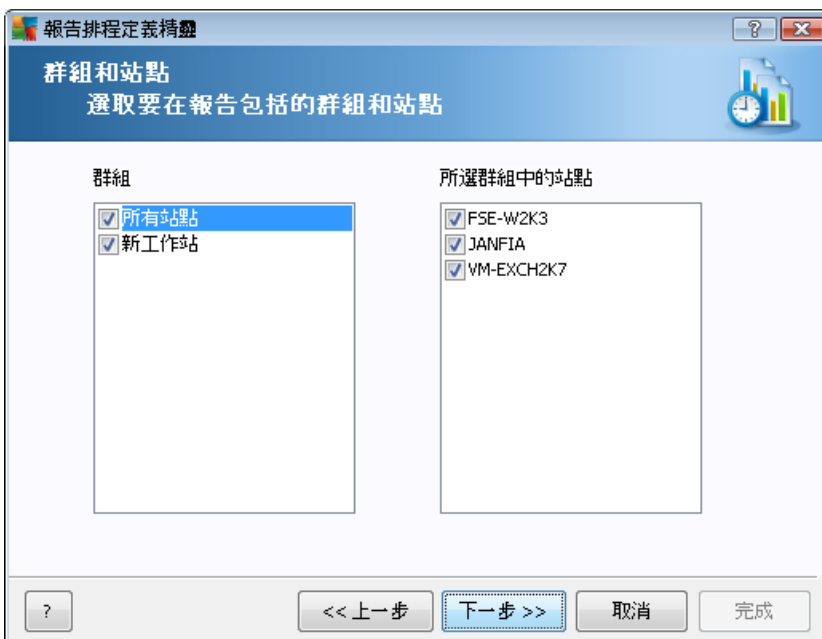 報告排程定義精靈
群組和站點
選取要在報告包括的群組和站點
群組
所有站點
新工作站
所選群組中的站點
FSE-W2K3
JANFIA
VM-EXCH2K7
?
<< 上一步
下一步 >>
取消
完成